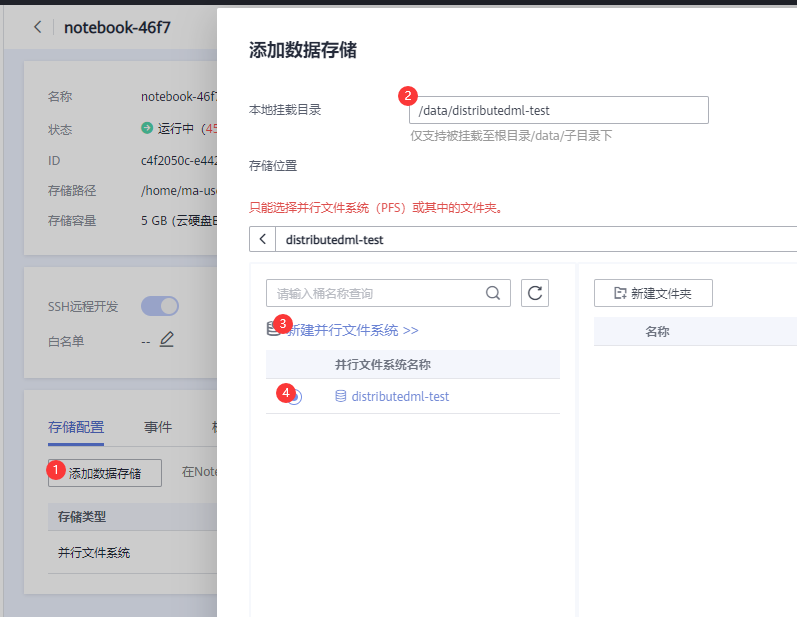 notebook-46f7
名称 notebook-46f7
状态 运行中（45
ID c4f2050c-e442
存储路径 /home/ma-us
存储容量 5 GB (云硬盘E
SSH远程开发
白名单 --
存储配置 事件
1 添加数据存储 在Note
存储类型
并行文件系统
添加数据存储
本地挂载目录 2 /data/distributedml-test
仅支持被挂载至根目录/data/子目录下
存储位置
只能选择并行文件系统（PFS）或其中的文件夹。
distributedml-test
请输入桶名称查询
3 新建并行文件系统 >>
并行文件系统名称
4 distributedml-test
新建文件夹
名称